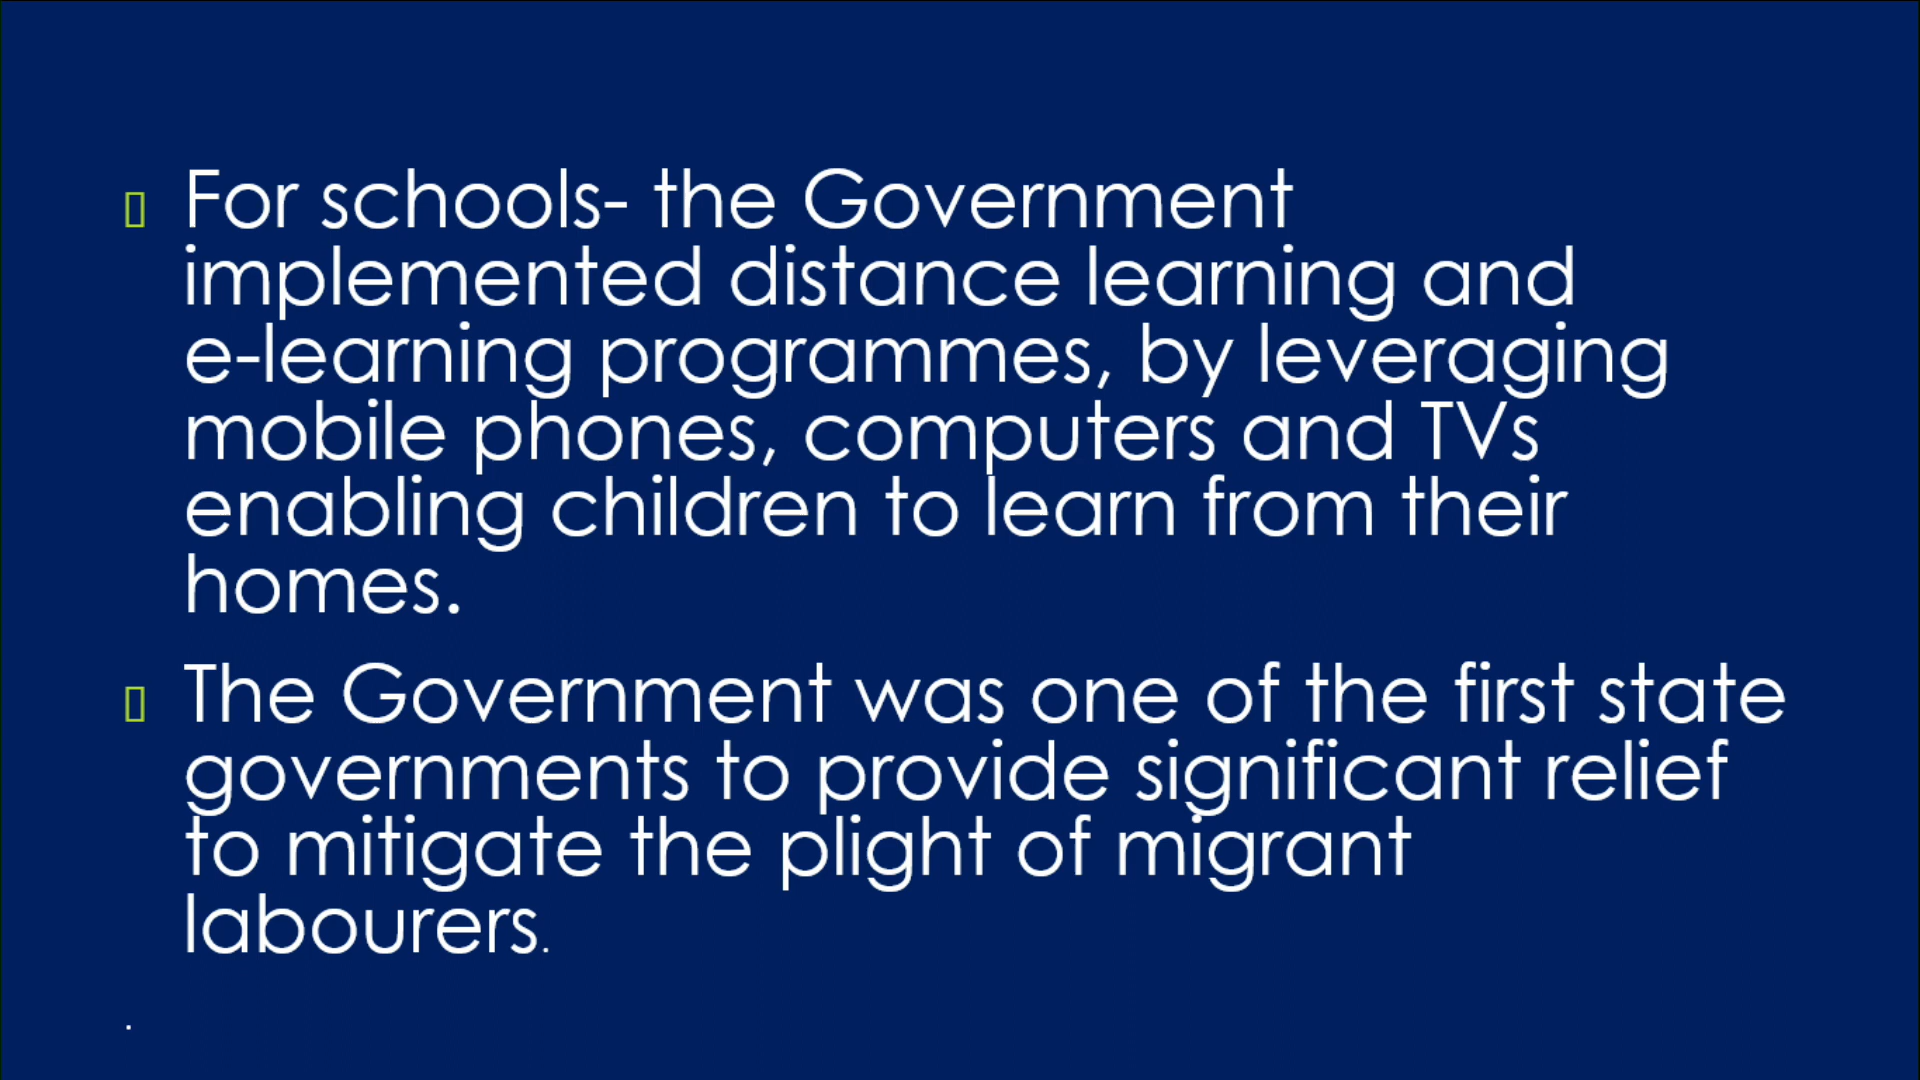 For schools- the Government
implemented distance learning and
e-learning programmes, by leveraging
mobile phones, computers and TVs
enabling children to learn from their
homes.
The Government was one of the first state
governments to provide significant relief
to mitigate the plight of migrant
labourers.
.